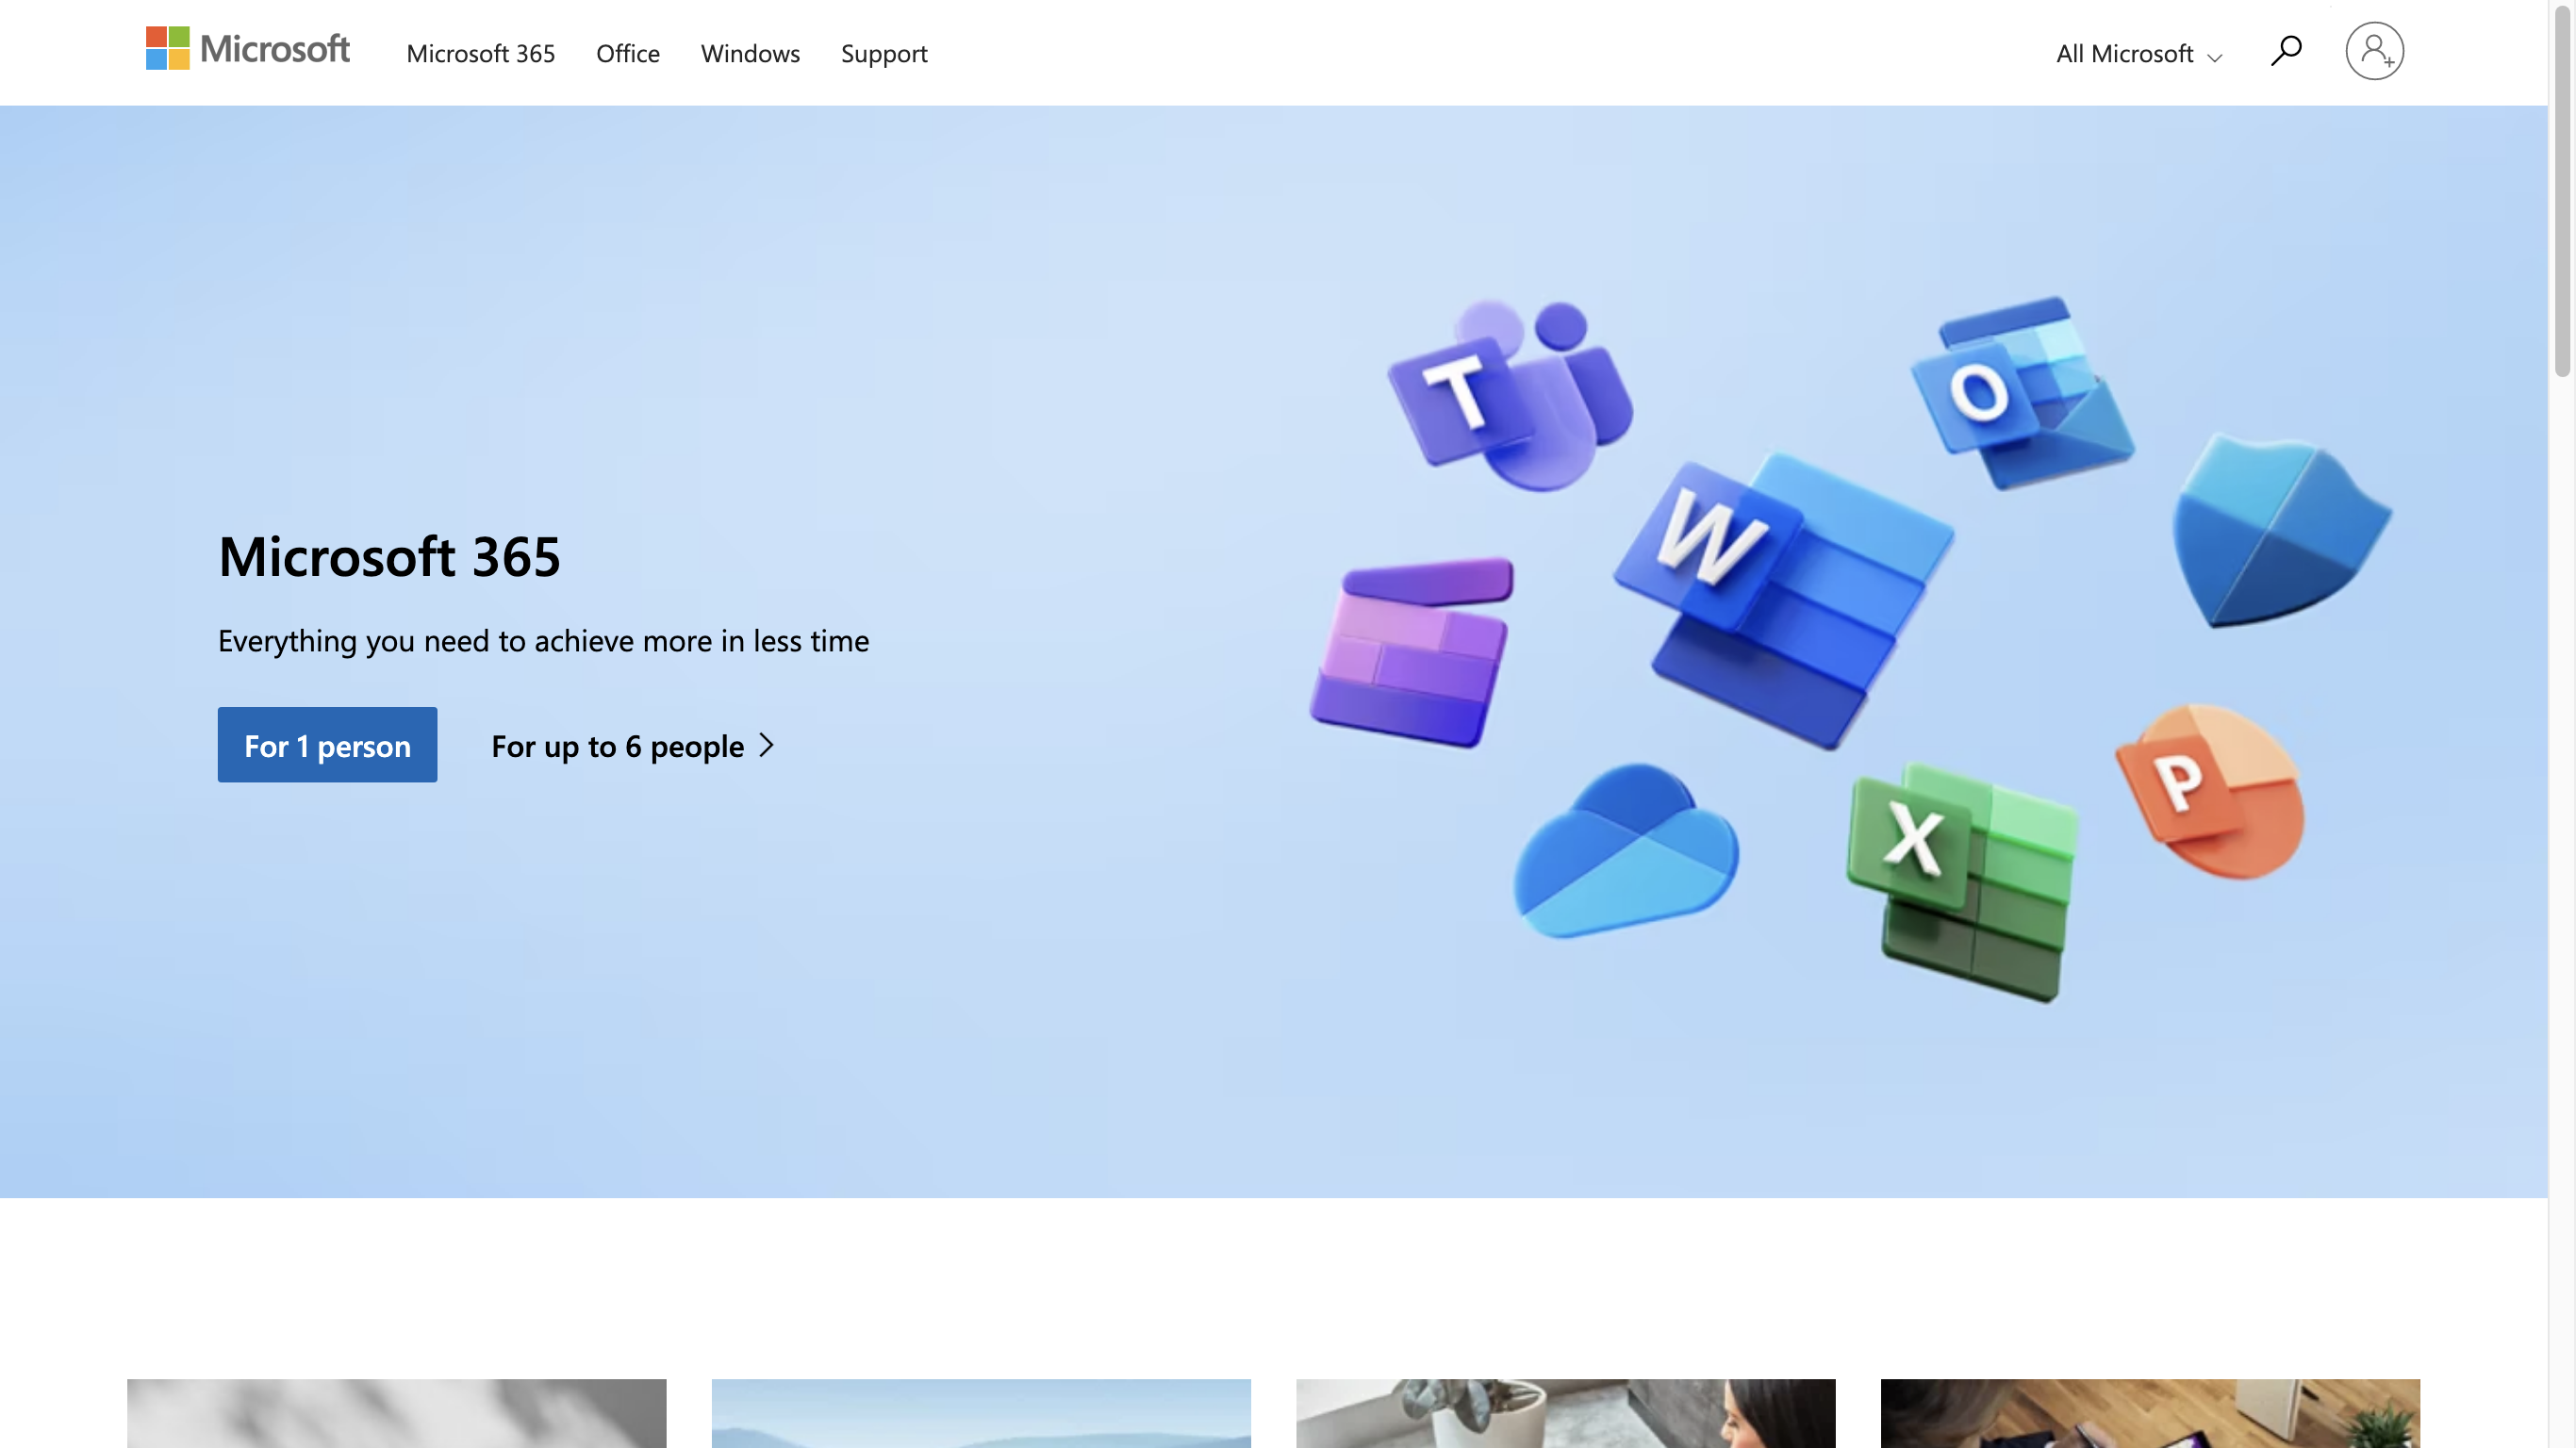 Microsoft
Microsoft 365
Office
Windows
Support
All Microsoft
T
O
W
Microsoft 365
Everything you need to achieve more in less time
For 1 person
For up to 6 people
P
X